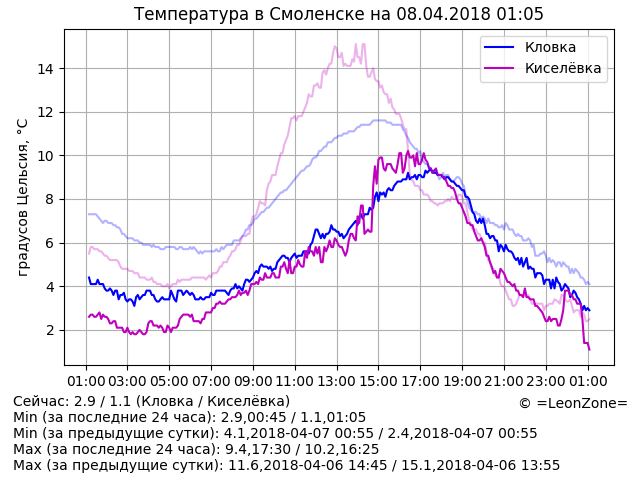 Температура в Смоленске на 08.04.2018 01:05
Кловка
Киселёвка
градусов Цельсия, °C
14
12
10
8
6
4
2
01:00 03:00 05:00 07:00 09:00 11:00 13:00 15:00 17:00 19:00 21:00 23:00 01:00
Сейчас: 2.9 / 1.1 (Кловка / Киселёвка)
© =LeonZone=
Min (за последние 24 часа): 2.9,00:45 / 1.1,01:05
Min (за предыдущие сутки): 4.1,2018-04-07 00:55 / 2.4,2018-04-07 00:55
Max (за последние 24 часа): 9.4,17:30 / 10.2,16:25
Max (за предыдущие сутки): 11.6,2018-04-06 14:45 / 15.1,2018-04-06 13:55